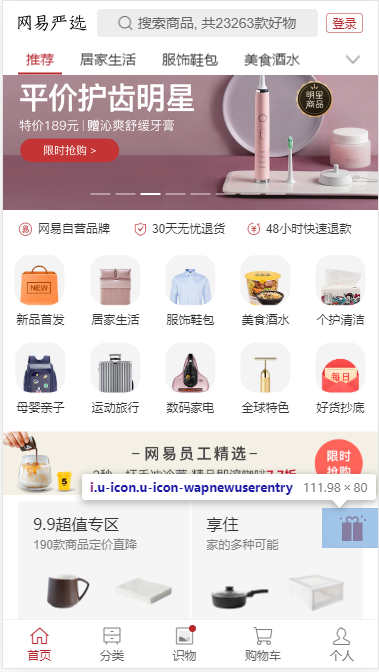 网易严选
搜索商品, 共23263款好物
登录
推荐
居家生活
服饰鞋包
美食酒水
平价护齿明星
特价189元 | 赠沁爽舒缓牙膏
限时抢购 >
明星
商品
网易自营品牌
30天无忧退货
48小时快速退款
NEW
新品首发
居家生活
服饰鞋包
美食酒水
个护清洁
每日
母婴亲子
运动旅行
数码家电
全球特色
好货抄底
网易员工精选
限时
抢购
i.u-icon.u-icon-wapnewuserentry
111.98 × 80
9.9超值专区
190款商品定价直降
享住
家的多种可能
首页
分类
识物
购物车
个人